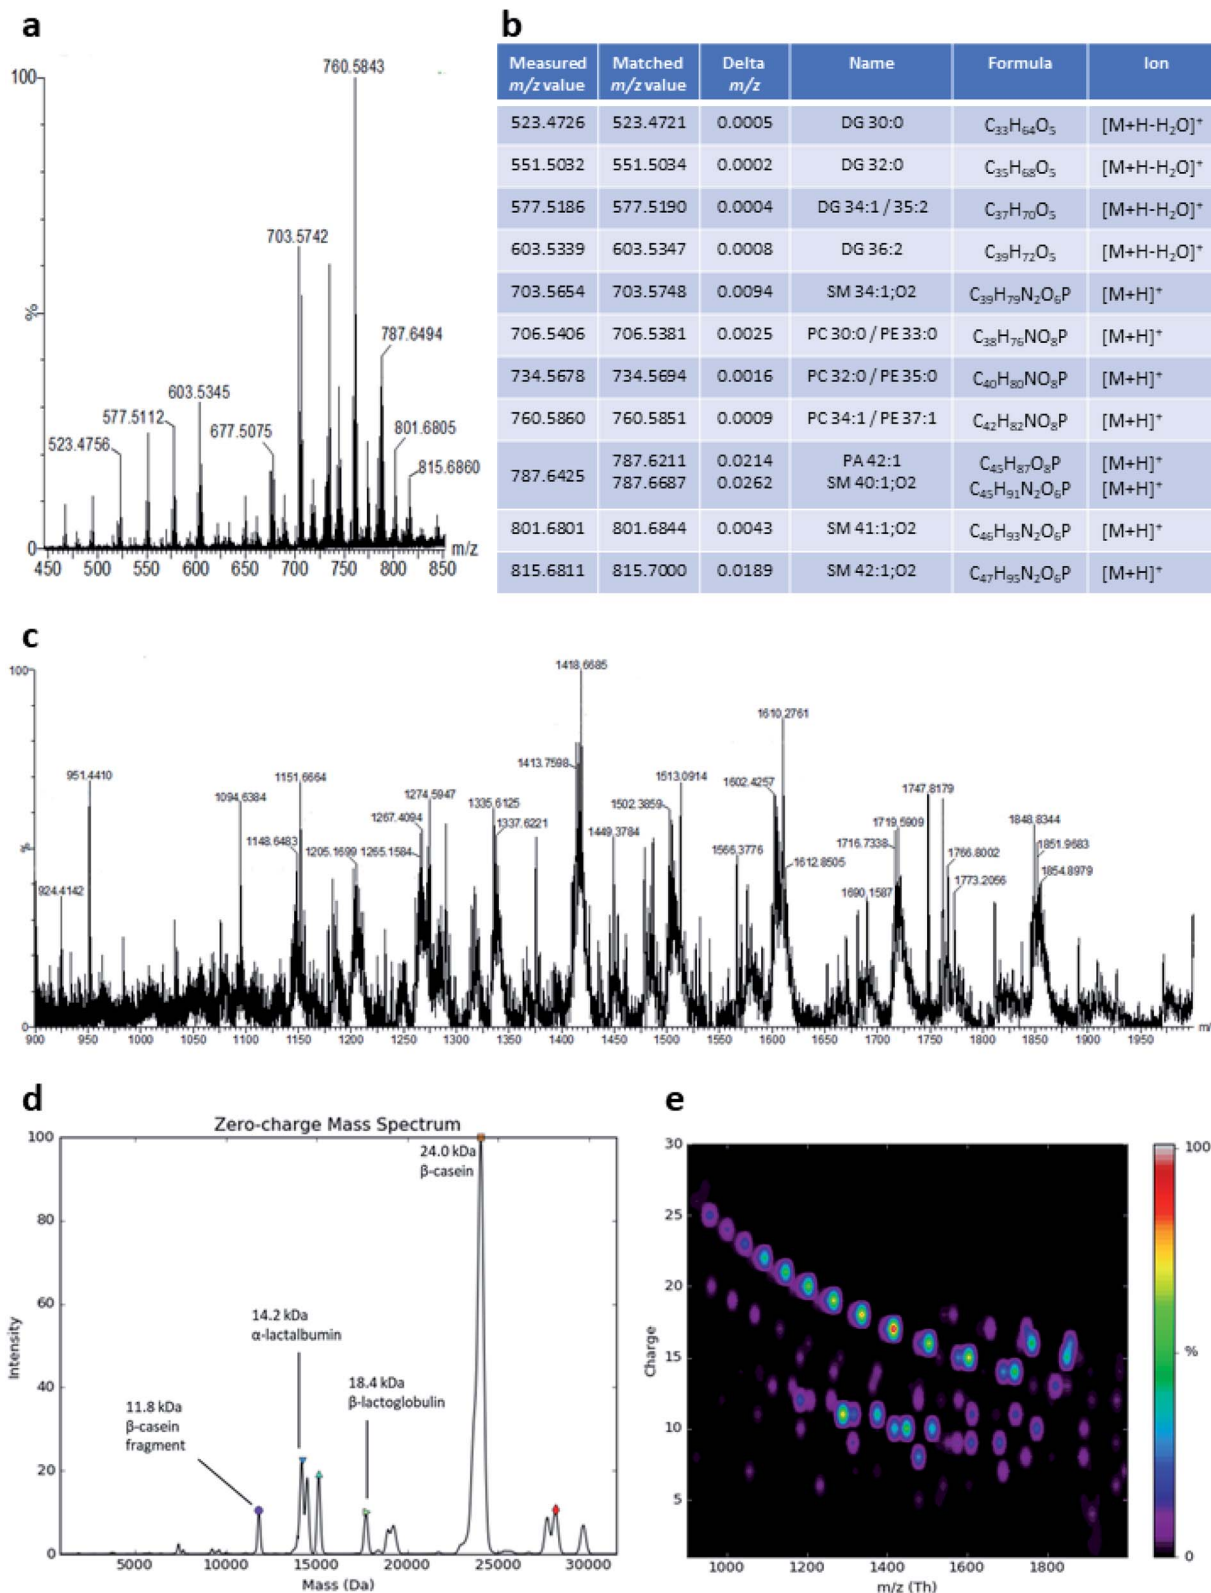 a
100
%
0
760.5843
703.5742
787.6494
603.5345
577.5112
677.5075
801.6805
523.4756
815.6860
m/z
450 500 550 600 650 700 750 800 850
b
Measured m/z value Matched m/z value Delta m/z Name Formula Ion
523.4726 523.4721 0.0005 DG 30:0 C33H64O5 [M+H-H2O]+
551.5032 551.5034 0.0002 DG 32:0 C35H68O5 [M+H-H2O]+
577.5186 577.5190 0.0004 DG 34:1 / 35:2 C37H70O5 [M+H-H2O]+
603.5339 603.5347 0.0008 DG 36:2 C39H72O5 [M+H-H2O]+
703.5654 703.5748 0.0094 SM 34:1;O2 C39H79N2O6P [M+H]+
706.5406 706.5381 0.0025 PC 30:0 / PE 33:0 C38H76NO8P [M+H]+
734.5678 734.5694 0.0016 PC 32:0 / PE 35:0 C40H80NO8P [M+H]+
760.5860 760.5851 0.0009 PC 34:1 / PE 37:1 C42H82NO8P [M+H]+
787.6425 787.6211 0.0214 PA 42:1 C45H87O8P [M+H]+
787.6687 0.0262 SM 40:1;O2 C45H91N2O6P [M+H]+
801.6801 801.6844 0.0043 SM 41:1;O2 C46H93N2O6P [M+H]+
815.6811 815.7000 0.0189 SM 42:1;O2 C47H95N2O6P [M+H]+
c
100
%
0
1418.6685
1610.2761
951.4410
1151.6664
1274.5947
1413.7598
1513.0914
1602.4257
1747.8179
1094.6384
1335.6125
1502.3859
1267.4094
1337.6221
1719.5909
1848.8344
1148.6483
1205.1699
1265.1584
1449.3784
1566.3776
1716.7338
1851.9683
1612.8505
1766.8002
1854.8979
924.4142
1690.1587
1773.2056
900 950 1000 1050 1100 1150 1200 1250 1300 1350 1400 1450 1500 1550 1600 1650 1700 1750 1800 1850 1900 1950
d
Zero-charge Mass Spectrum
100
80
60
40
20
0
Intensity
24.0 kDa
β-casein
14.2 kDa
α-lactalbumin
18.4 kDa
β-lactoglobulin
11.8 kDa
β-casein
fragment
5000 10000 15000 20000 25000 30000
Mass (Da)
e
30
25
20
15
10
5
Charge
1000 1200 1400 1600 1800
m/z (Th)
100
%
0